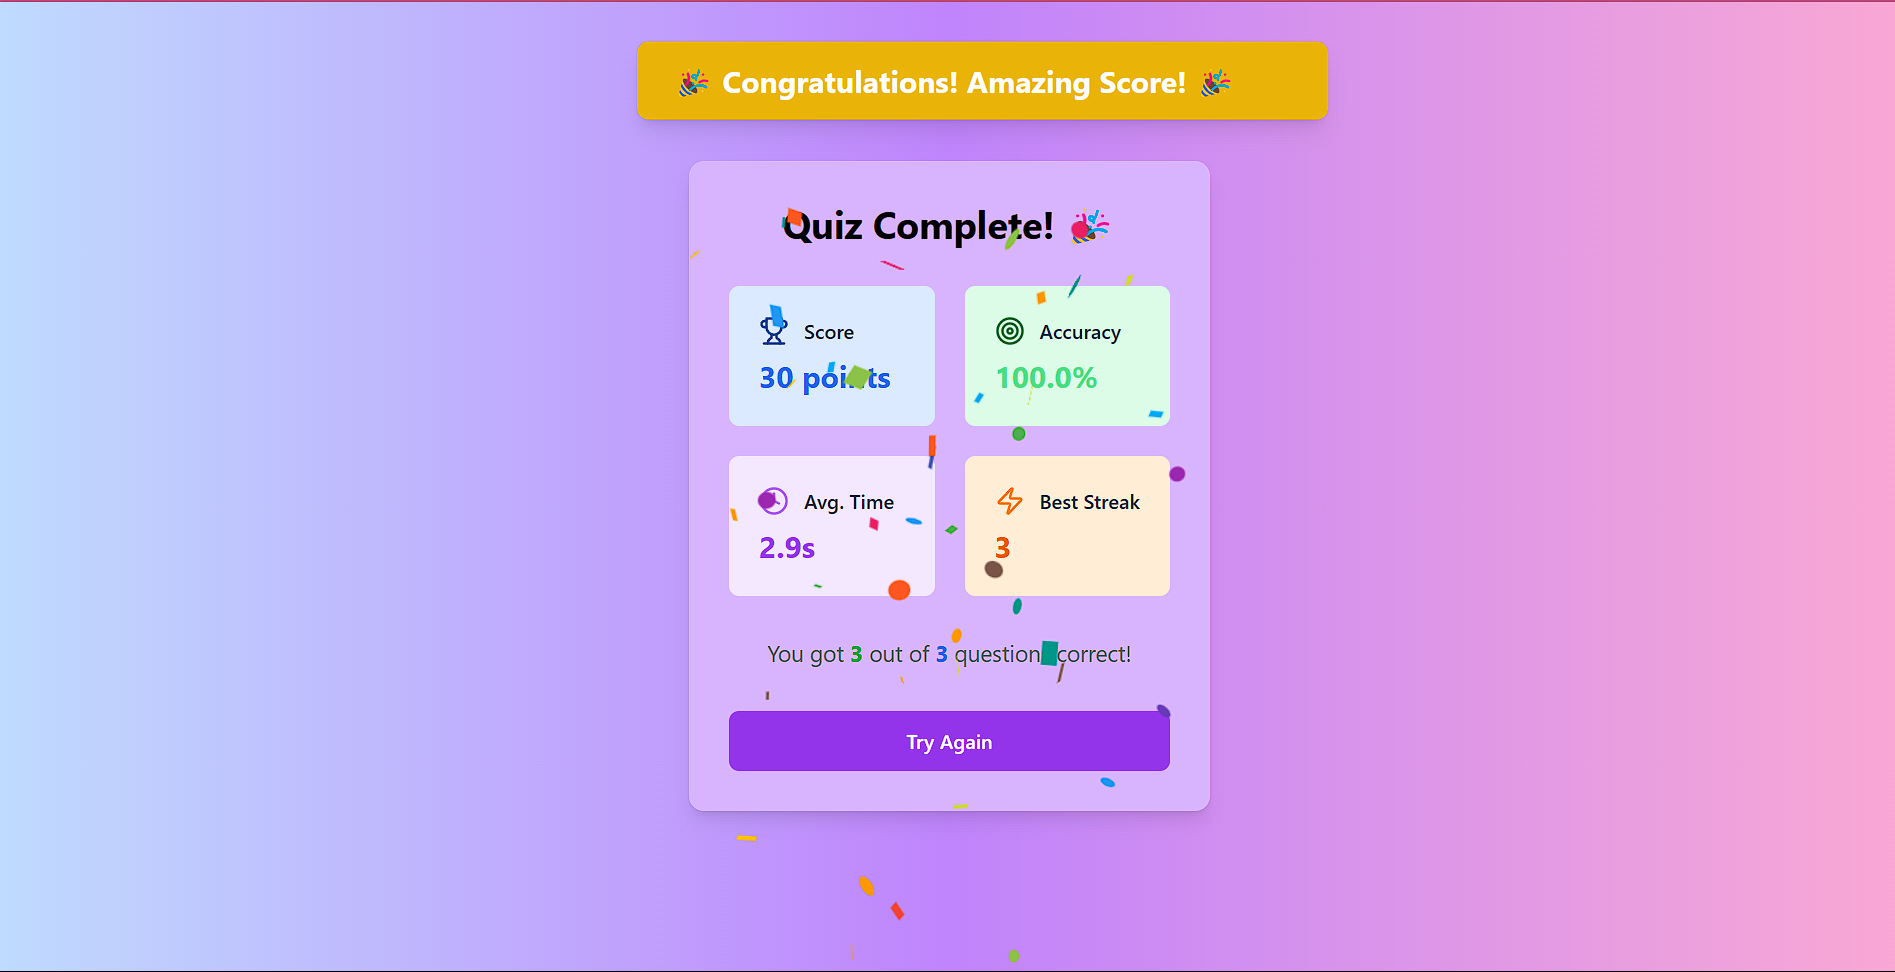 🎉 Congratulations! Amazing Score! 🎉
Quiz Complete! 🎉
Score
30 points
Accuracy
100.0%
Avg. Time
2.9s
Best Streak
3
You got 3 out of 3 questions correct!
Try Again